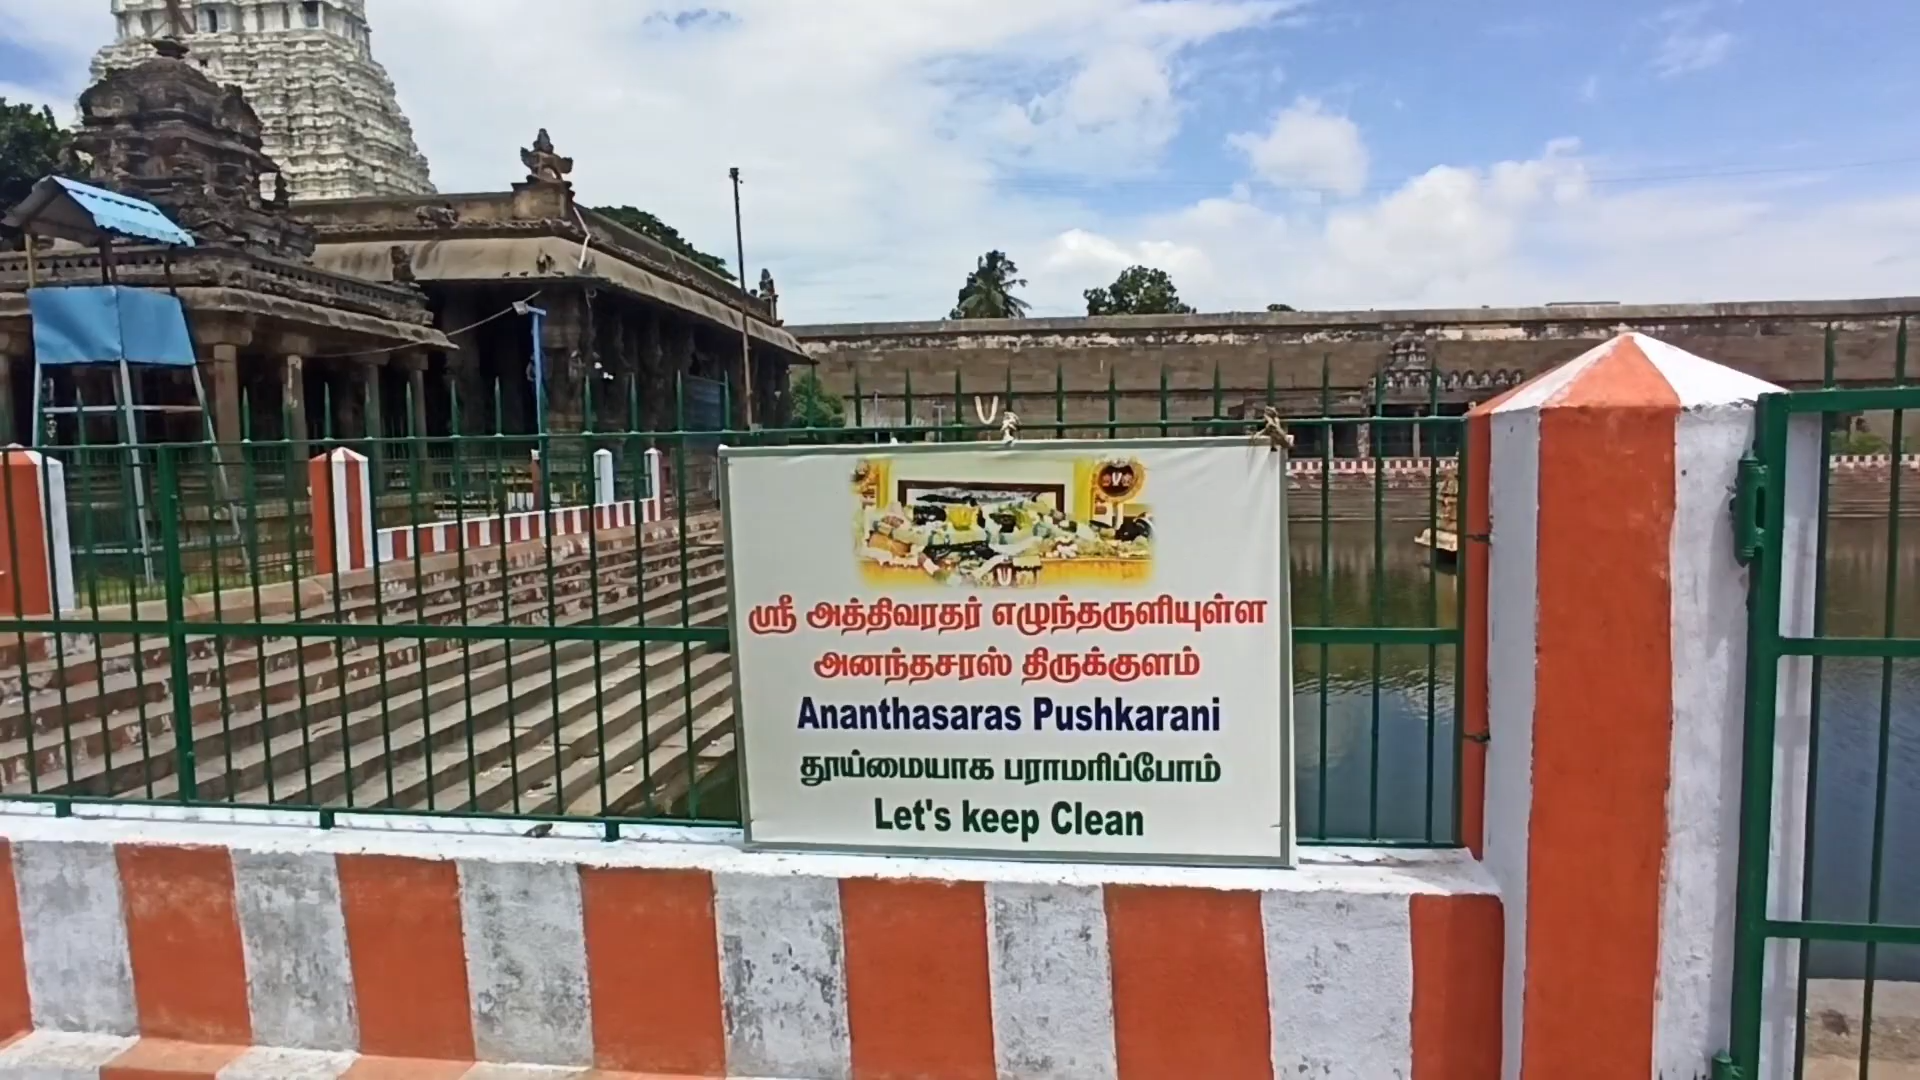 ஸ்ரீ அத்திவரதர் எழுந்தருளியுள்ள
அனந்தசரஸ் திருக்குளம்
Ananthasaras Pushkarani
தூய்மையாக பராமரிப்போம்
Let's keep Clean